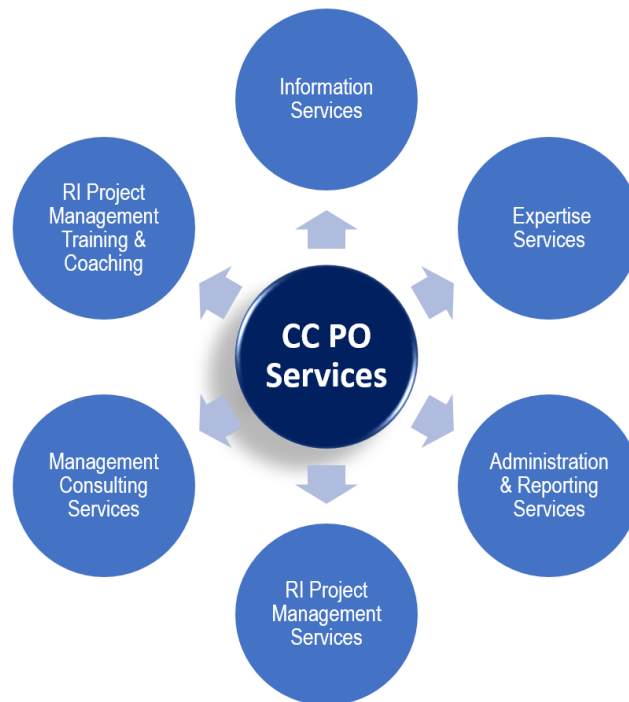 Information
Services
Expertise
Services
Administration
& Reporting
Services
RI Project
Management
Services
Management
Consulting
Services
RI Project
Management
Training &
Coaching
CC PO
Services